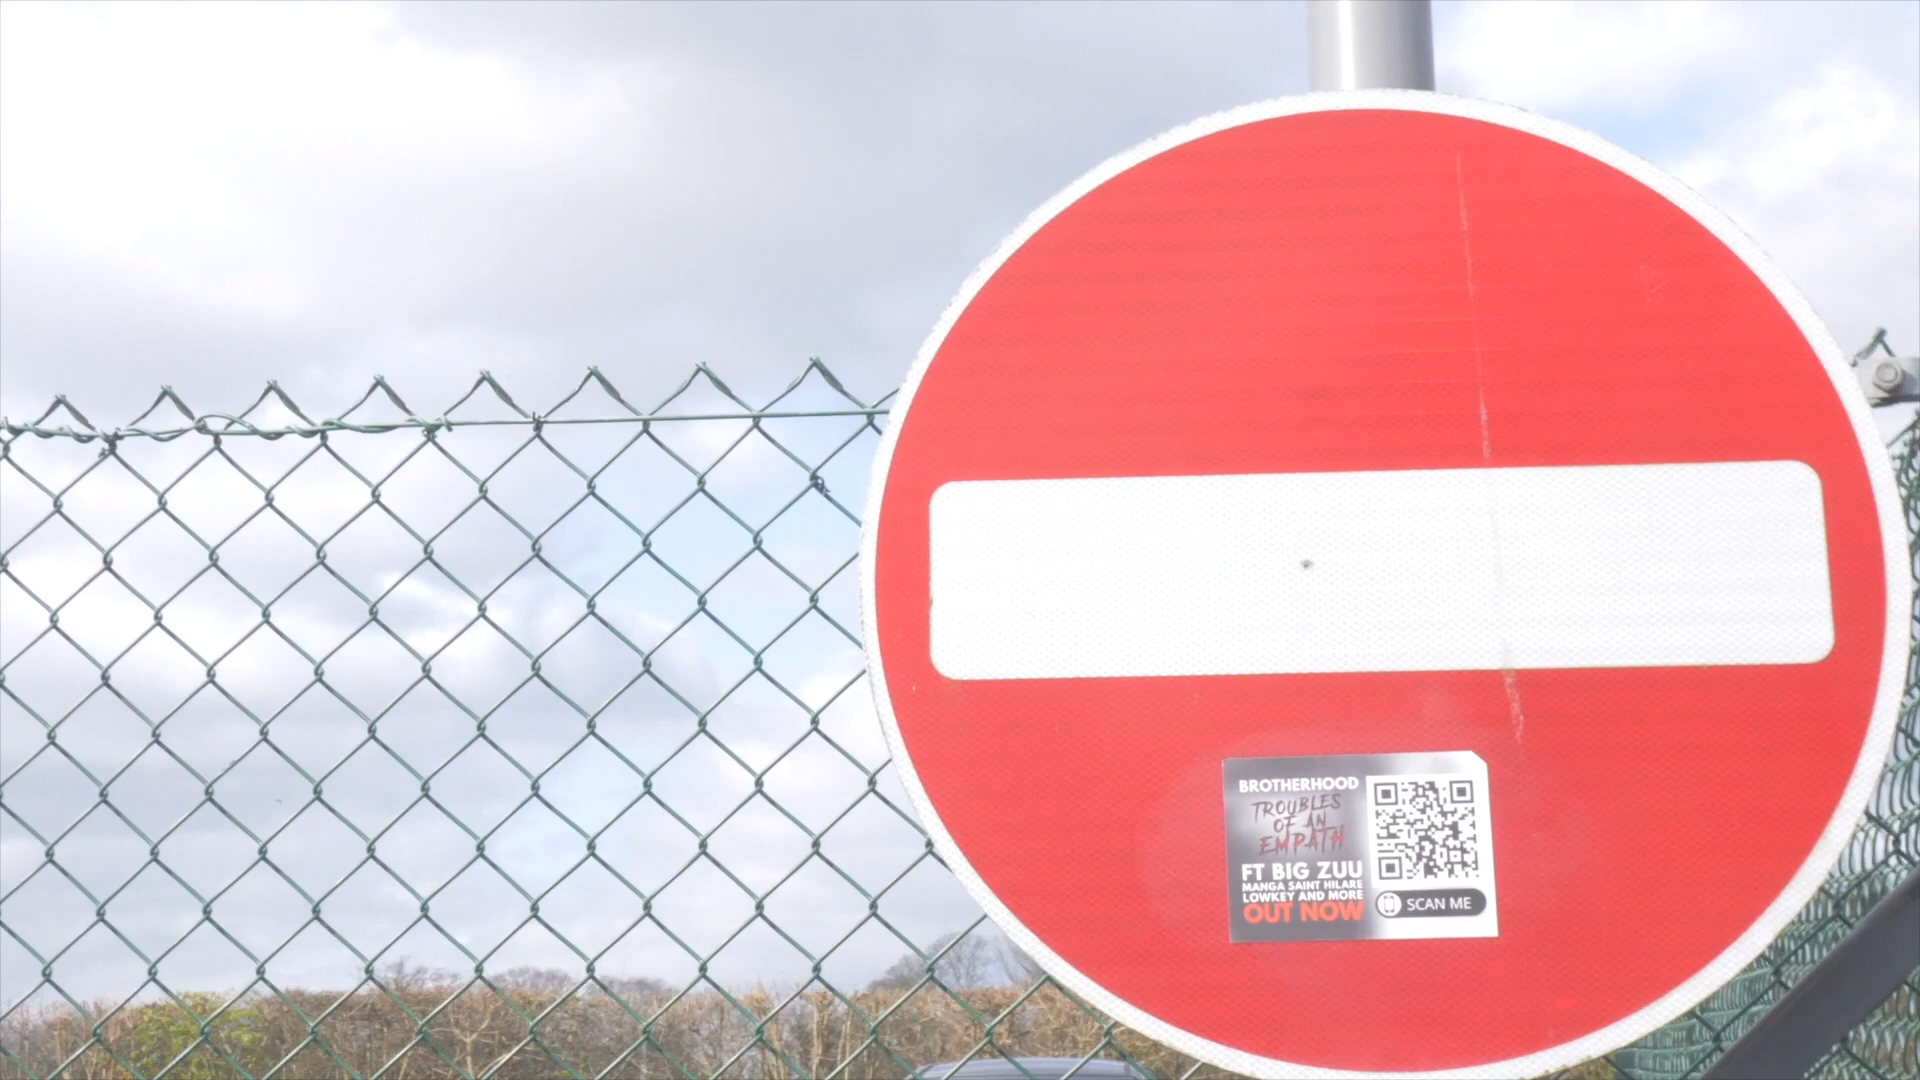 BROTHERHOOD
TROUBLES
OF AN
EMPATH
FT BIG ZUU
MANGA SAINT HILARE
LOWKEY AND MORE
OUT NOW
SCAN ME